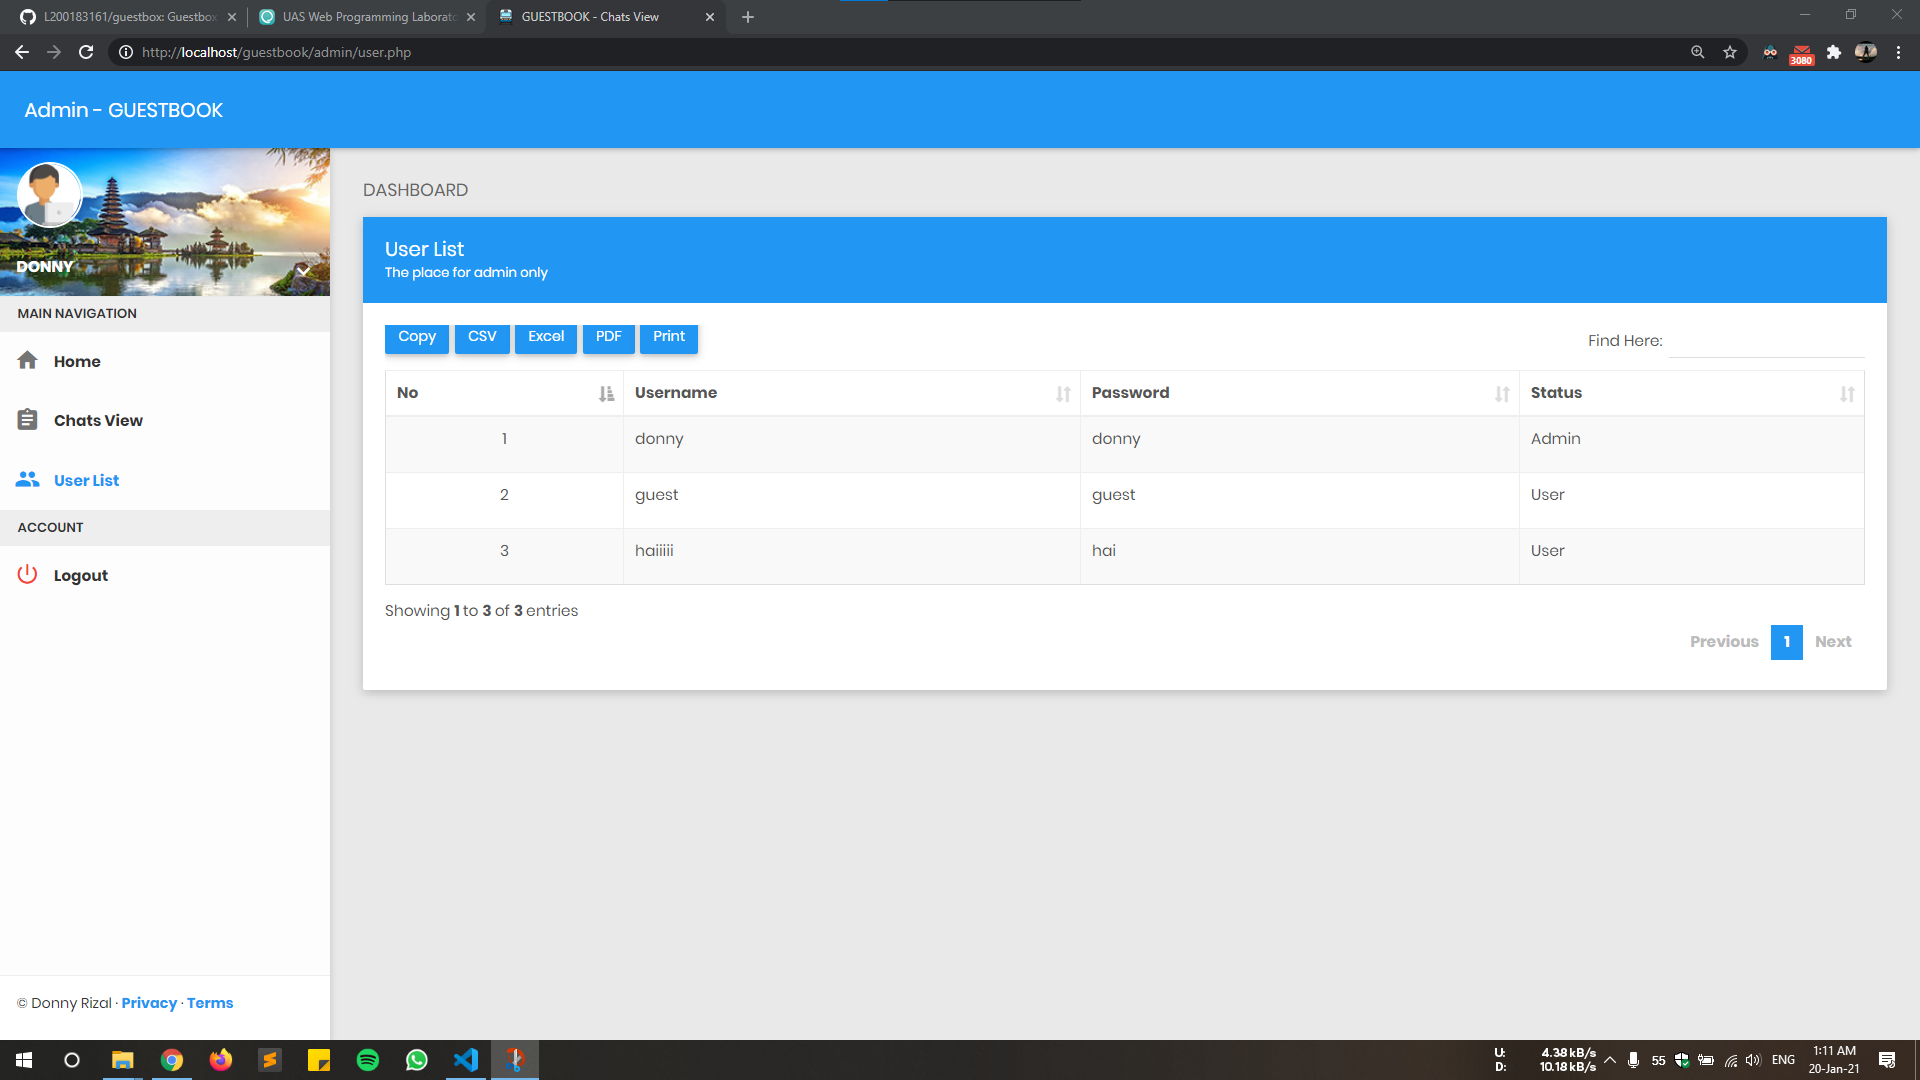 L200183161/guestbox: Guestbox
UAS Web Programming Laborato
GUESTBOOK - Chats View
http://localhost/guestbook/admin/user.php
3080
Admin - GUESTBOOK
DONNY
MAIN NAVIGATION
Home
Chats View
User List
ACCOUNT
Logout
© Donny Rizal · Privacy · Terms
DASHBOARD
User List
The place for admin only
Copy CSV Excel PDF Print
Find Here:
No Username Password Status
1 donny donny Admin
2 guest guest User
3 haiiiii hai User
Showing 1 to 3 of 3 entries
Previous 1 Next
U: 4.38 kB/s
D: 10.18 kB/s
55
ENG
1:11 AM
20-Jan-21